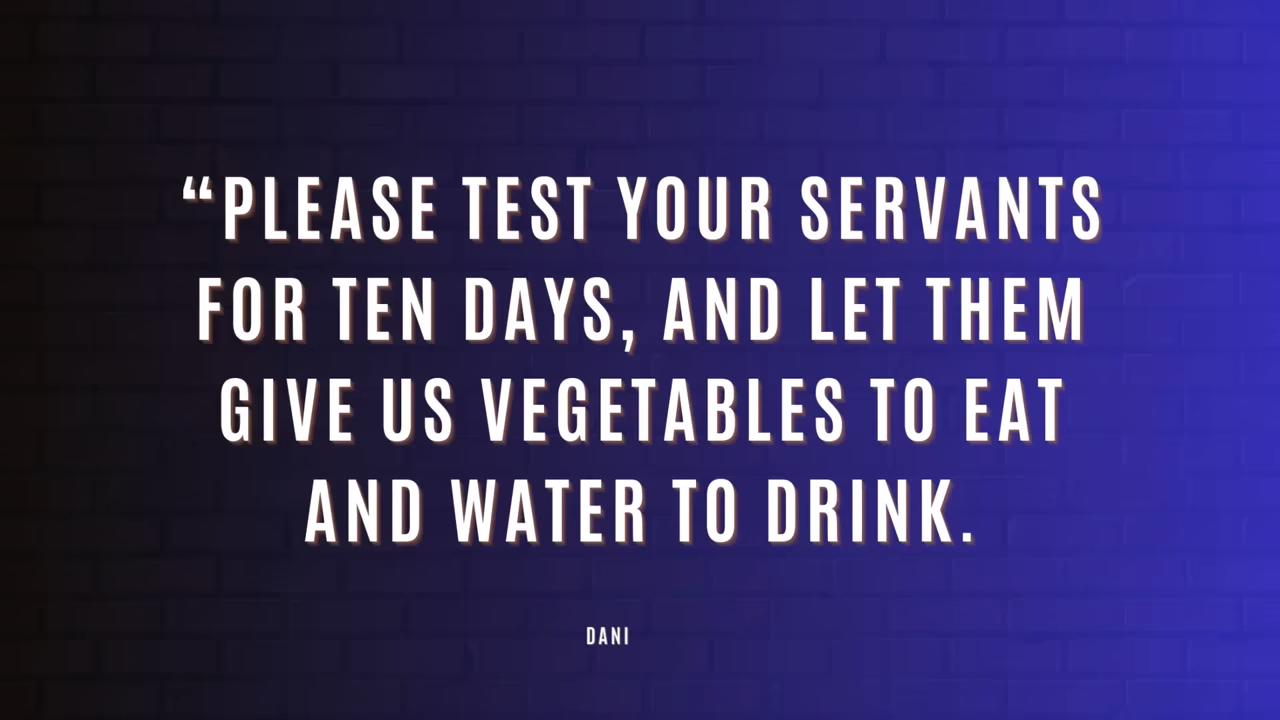 “PLEASE TEST YOUR SERVANTS
FOR TEN DAYS, AND LET THEM
GIVE US VEGETABLES TO EAT
AND WATER TO DRINK.
DANI